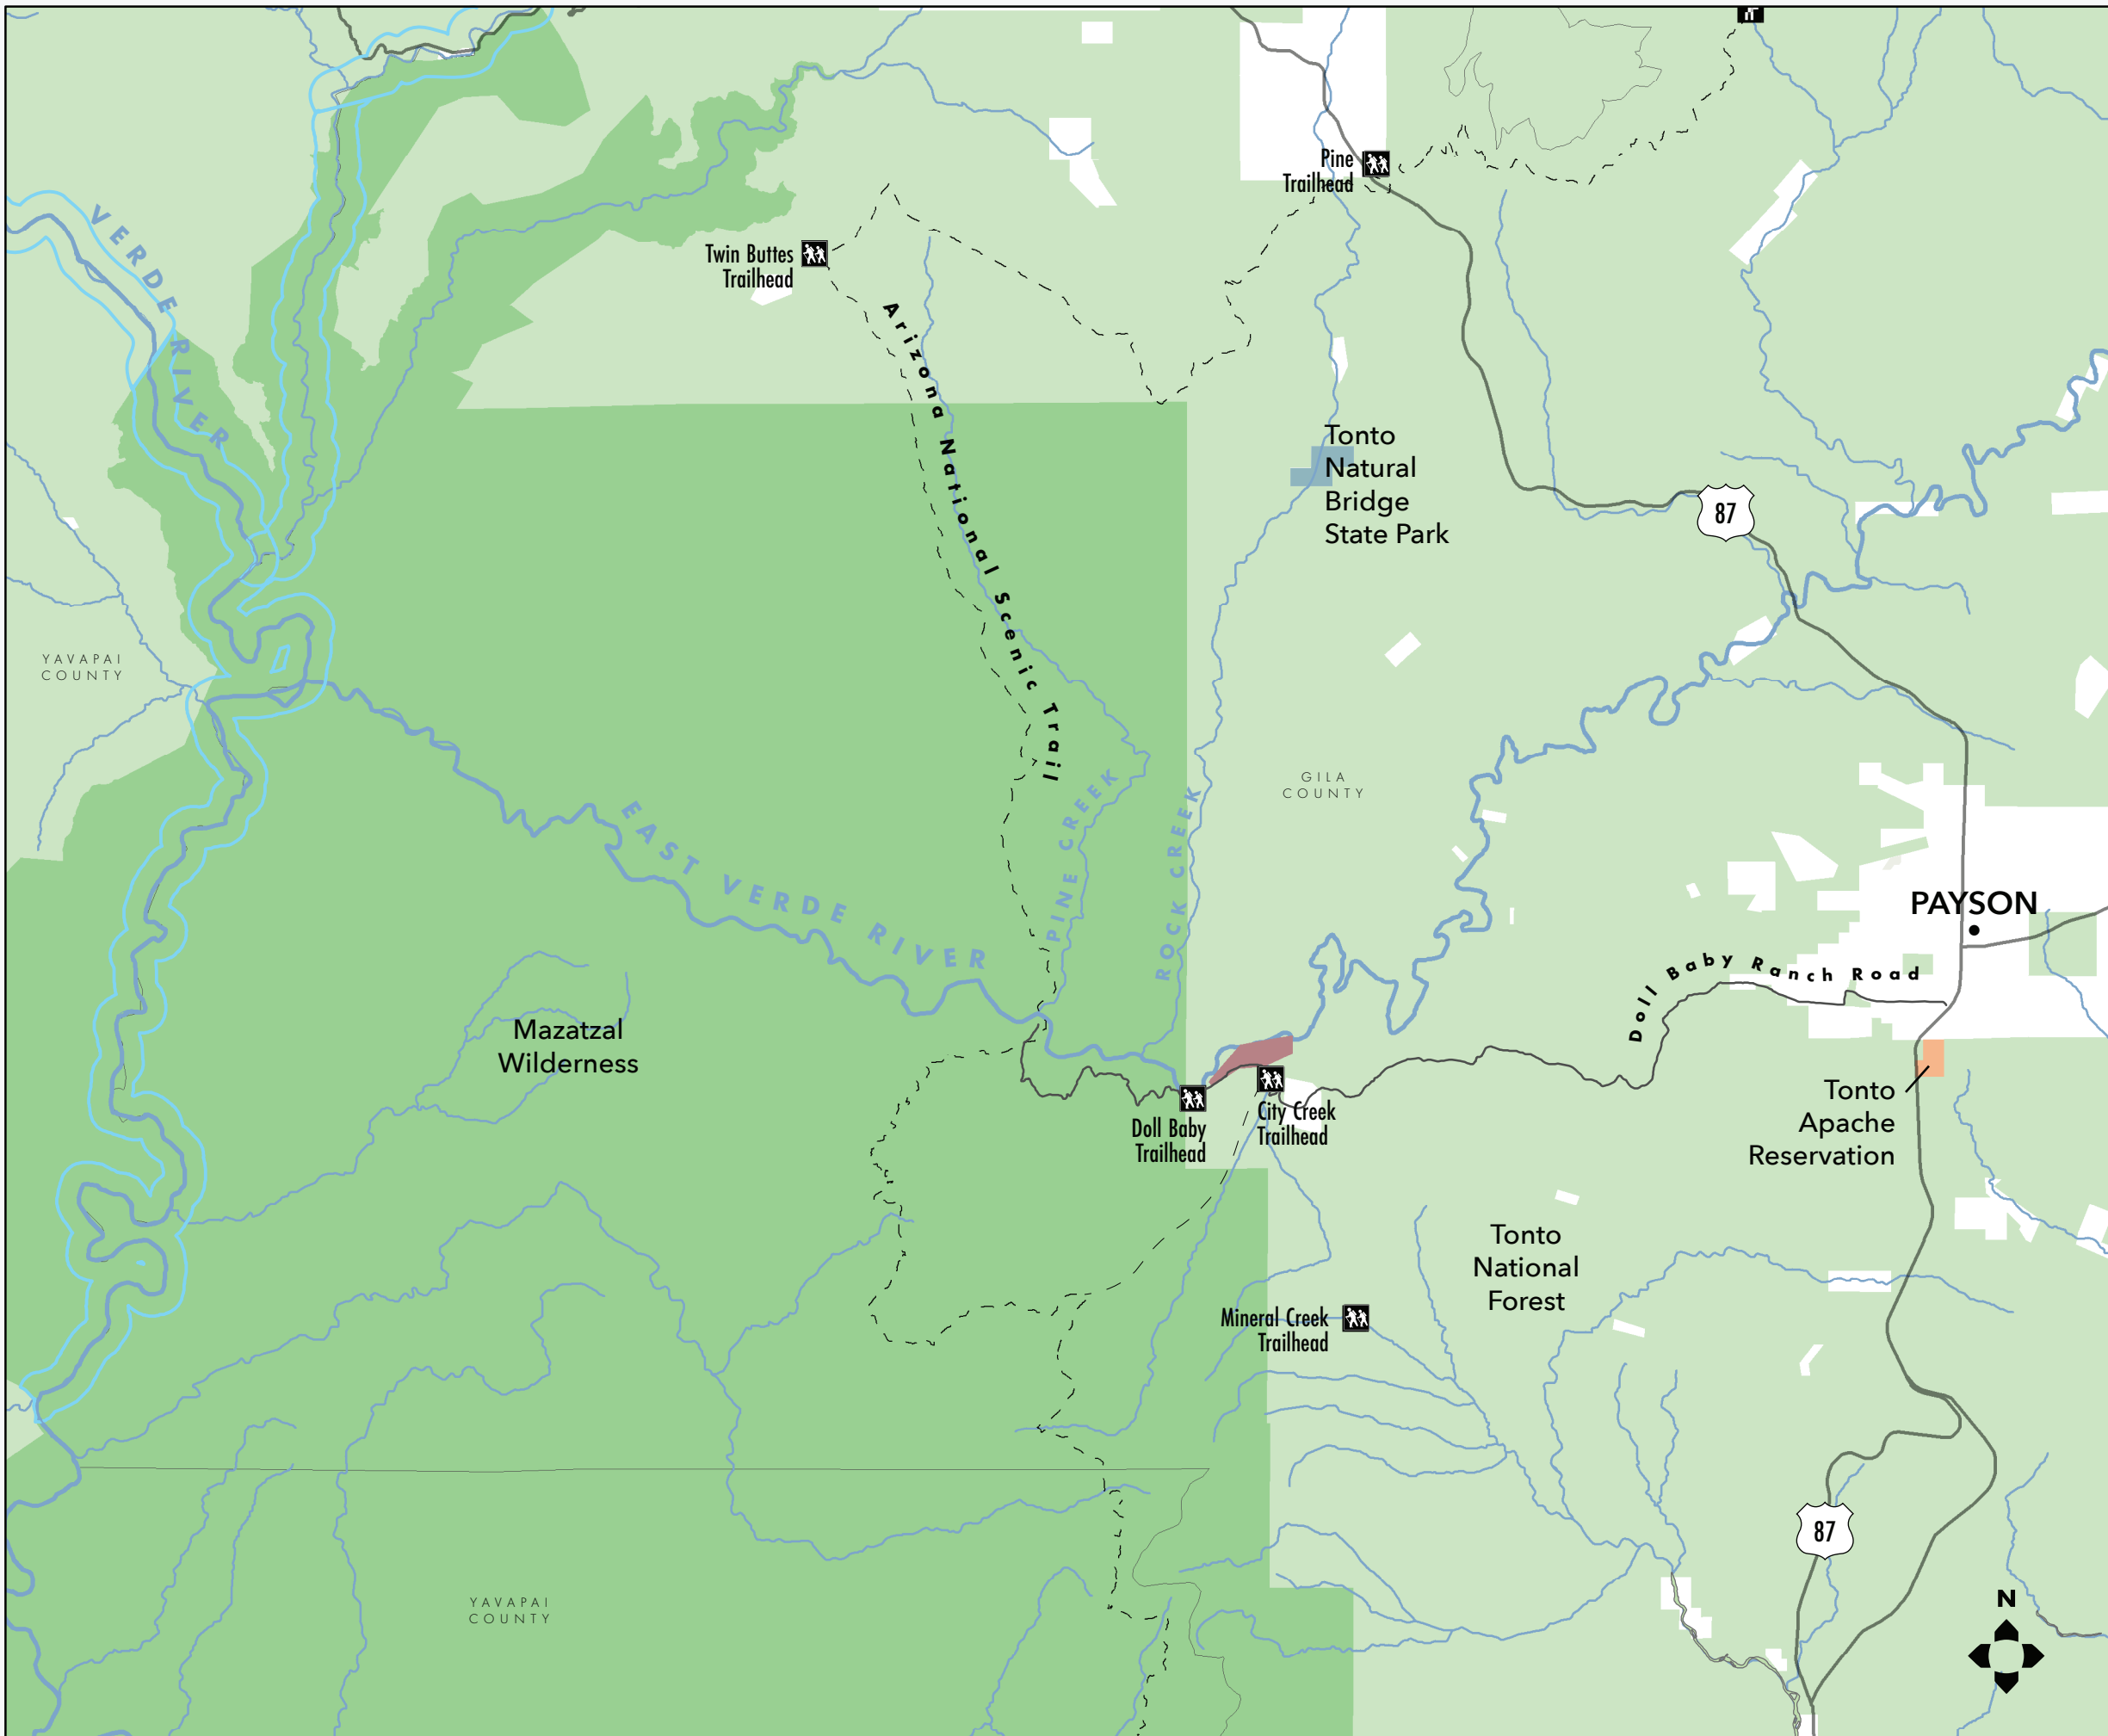 Pine
Trailhead
VERDE RIVER
Twin Buttes
Trailhead
Arizona National Scenic Trail
Tonto
Natural
Bridge
State Park
87
YAVAPAI
COUNTY
GILA
COUNTY
EAST VERDE RIVER
PINE CREEK
ROCK CREEK
PAYSON
Doll Baby Ranch Road
Mazatzal
Wilderness
Doll Baby
Trailhead
City Creek
Trailhead
Tonto
Apache
Reservation
Tonto
National
Forest
Mineral Creek
Trailhead
87
YAVAPAI
COUNTY
N